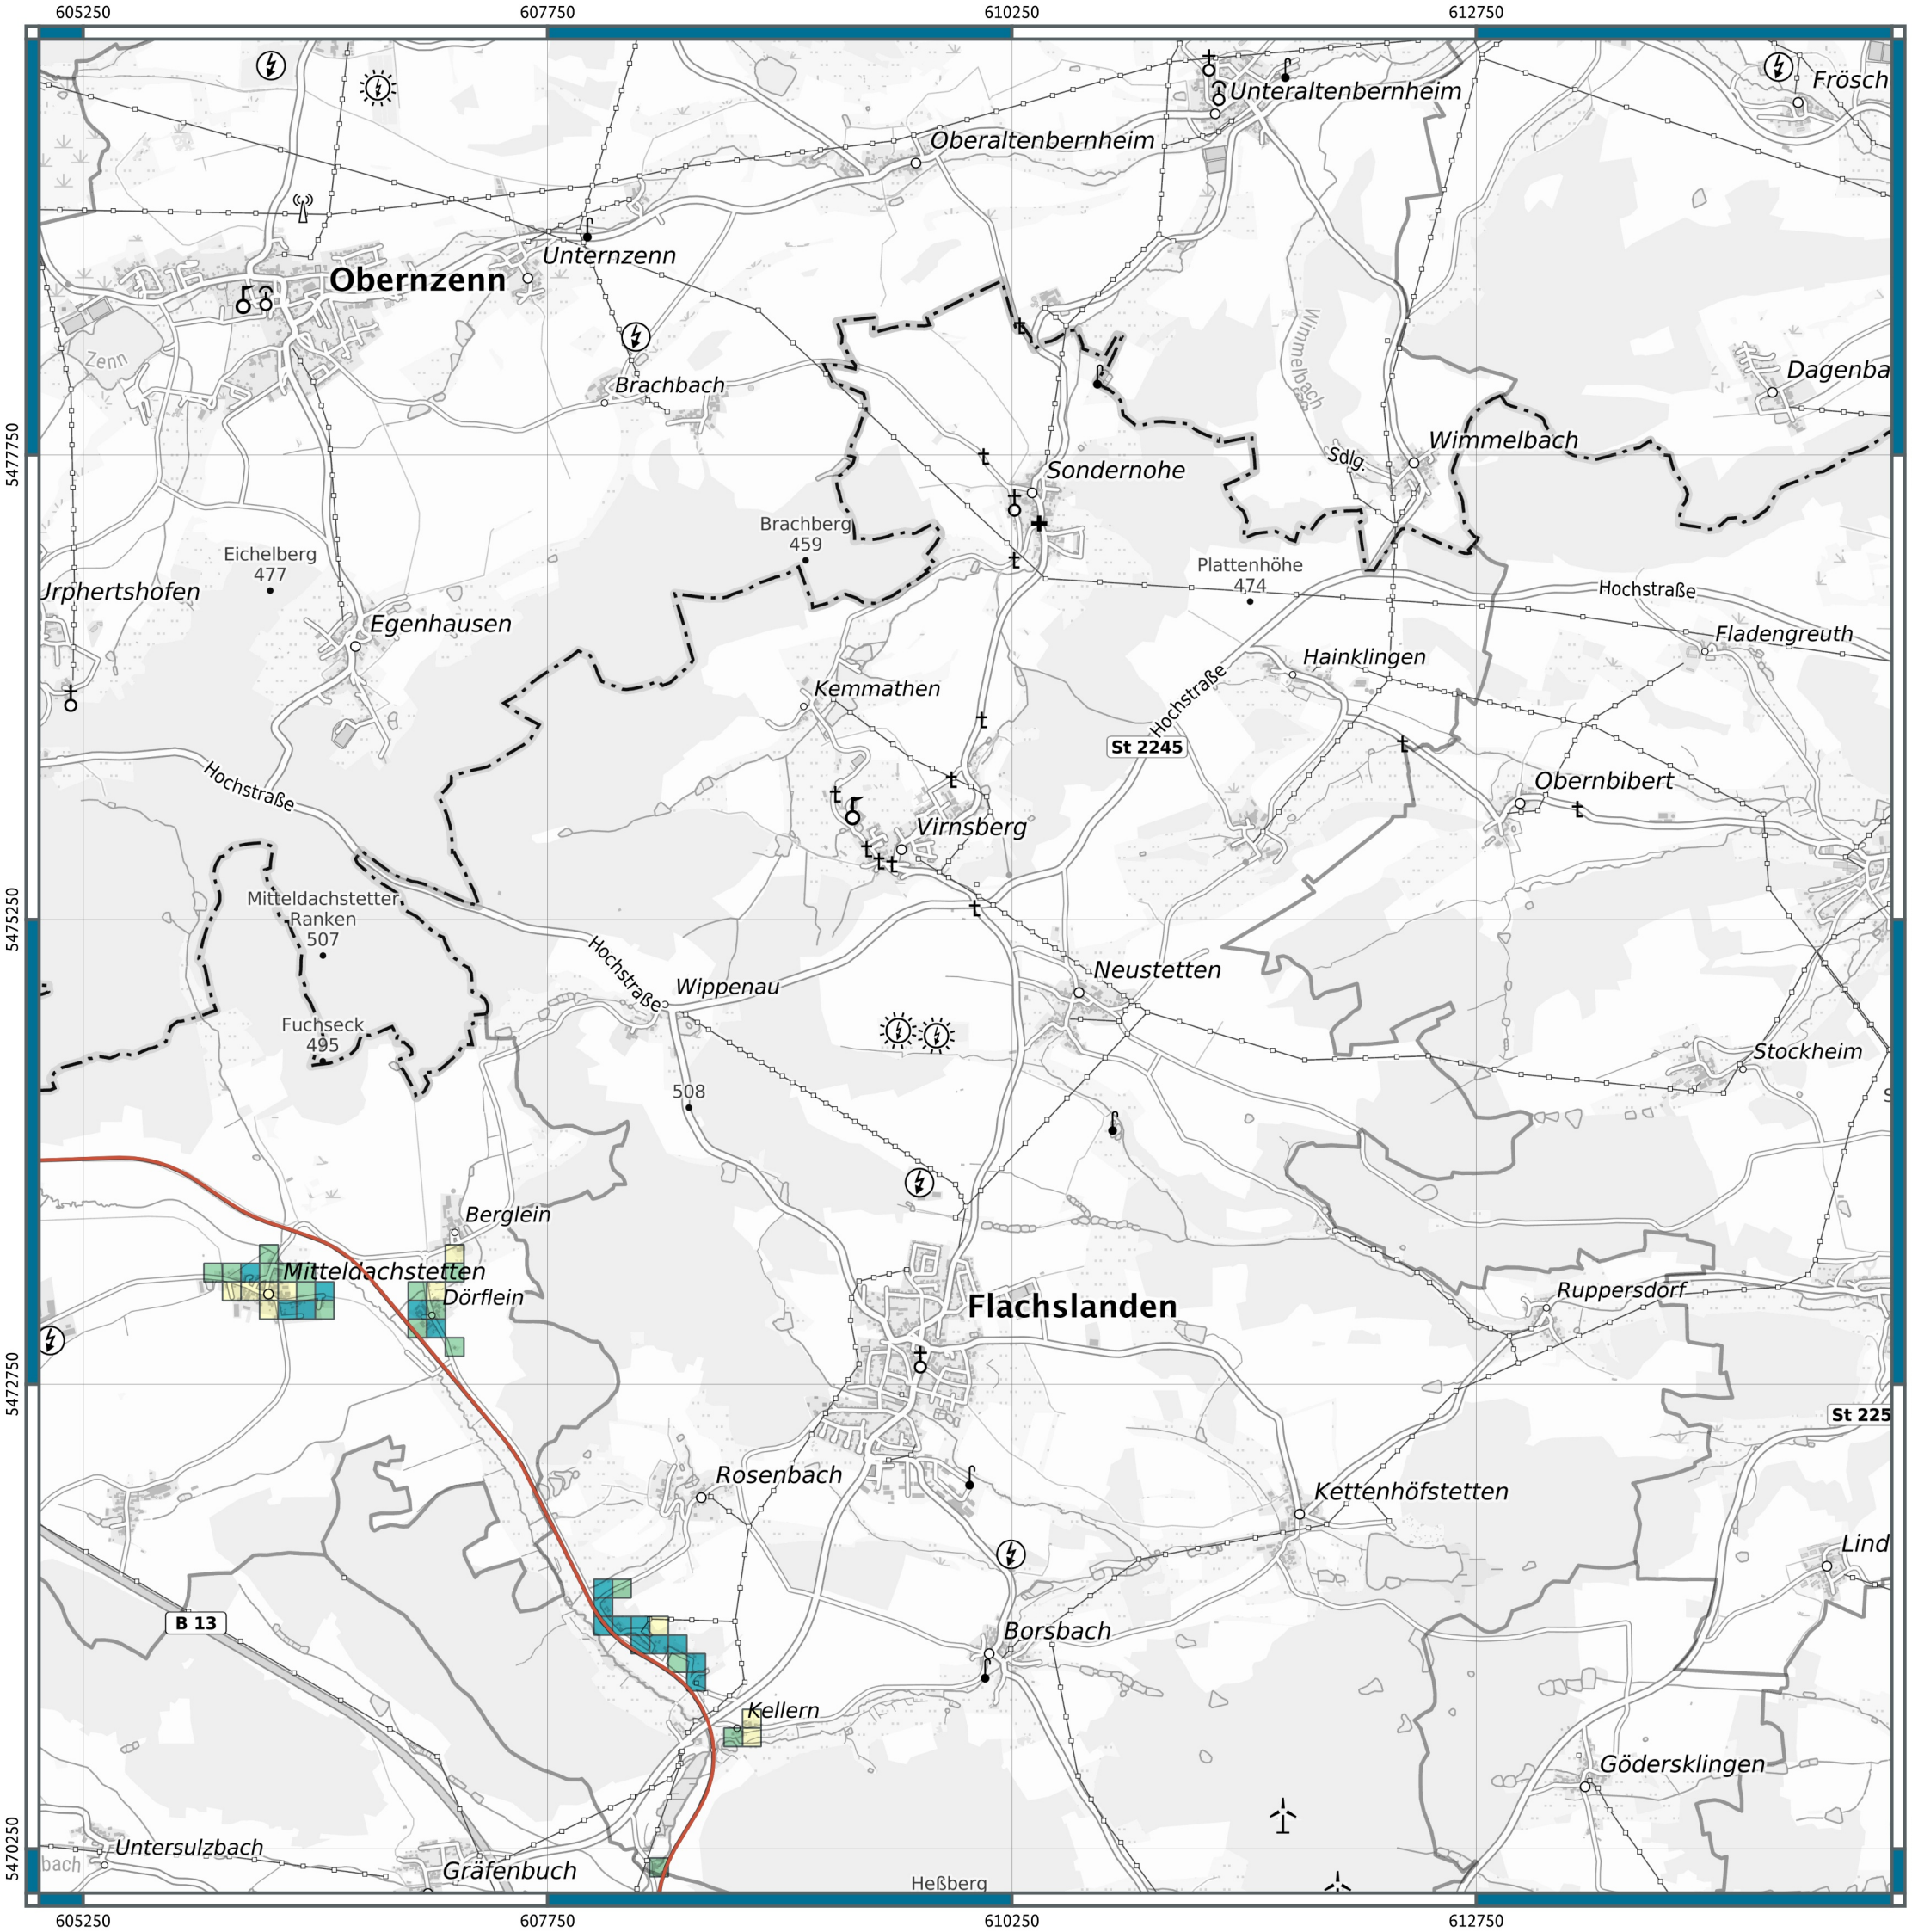 605250
607750
610250
612750
Frösch
Unteraltenbernheim
Oberaltenbernheim
Unternzenn
Obernzenn
Wimmelbach
Zenn
Dagenba
Brachbach
5477750
Wimmelbach
Sdlg.
Sondernohe
Brachberg
459
Eichelberg
477
Plattenhöhe
474
Hochstraße
Urphertshofen
Egenhausen
Fladengreuth
Hainklingen
Kemmathen
Hochstraße
St 2245
Hochstraße
Obernbibert
Virnsberg
Mitteldachstetter
Ranken
507
5475250
Hochstraße
Neustetten
Wippenau
Fuchseck
495
Stockheim
508
S
Berglein
Mitteldachstetten
Dörflein
Ruppersdorf
Flachslanden
5472750
St 225
Rosenbach
Kettenhöfstetten
Lind
B 13
Borsbach
Kellern
Gödersklingen
Untersulzbach
bach
Gräfenbuch
5470250
Heßberg
605250
607750
610250
612750